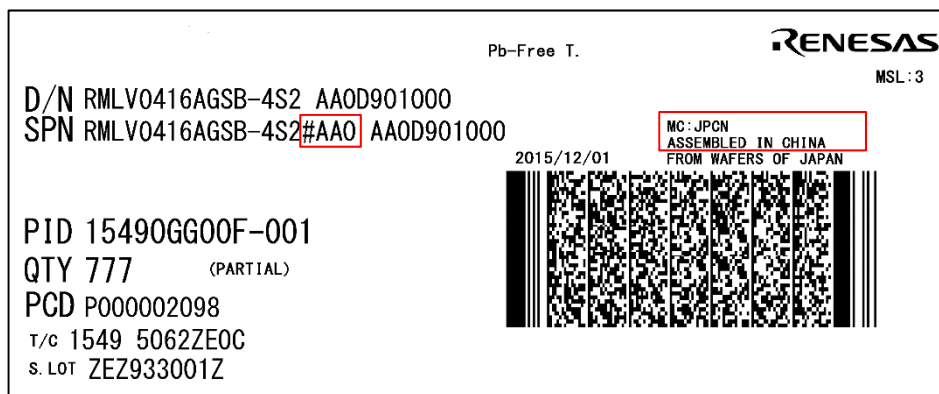 RENESAS
Pb-Free T.
MSL:3
D/N RMLV0416AGSB-4S2 AA0D901000
SPN RMLV0416AGSB-4S2#AA0 AA0D901000
MC:JPCN
ASSEMBLED IN CHINA
2015/12/01 FROM WAFERS OF JAPAN
PID 15490GG00F-001
QTY 777 (PARTIAL)
PCD P000002098
T/C 1549 5062ZE0C
S.LOT ZEZ933001Z